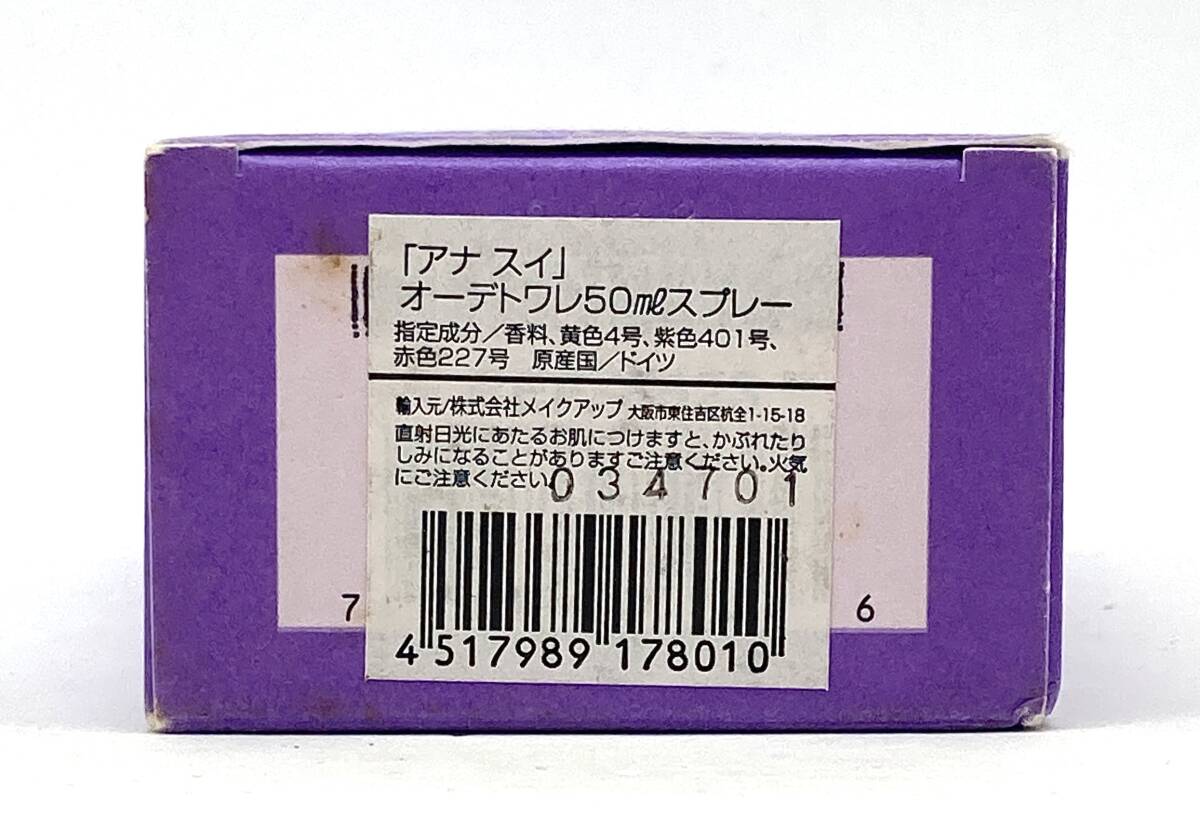 「アナ スイ」
オーデトワレ50mlスプレー
指定成分/香料、黄色4号、紫色401号、
赤色227号 原産国/ドイツ
輸入元/株式会社メイクアップ 大阪市東住吉区杭全1-15-18
直射日光にあたるお肌につけますと、かぶれたり
しみになることがありますご注意ください。火気
にご注意ください。
034701
7 6
4 517989 178010